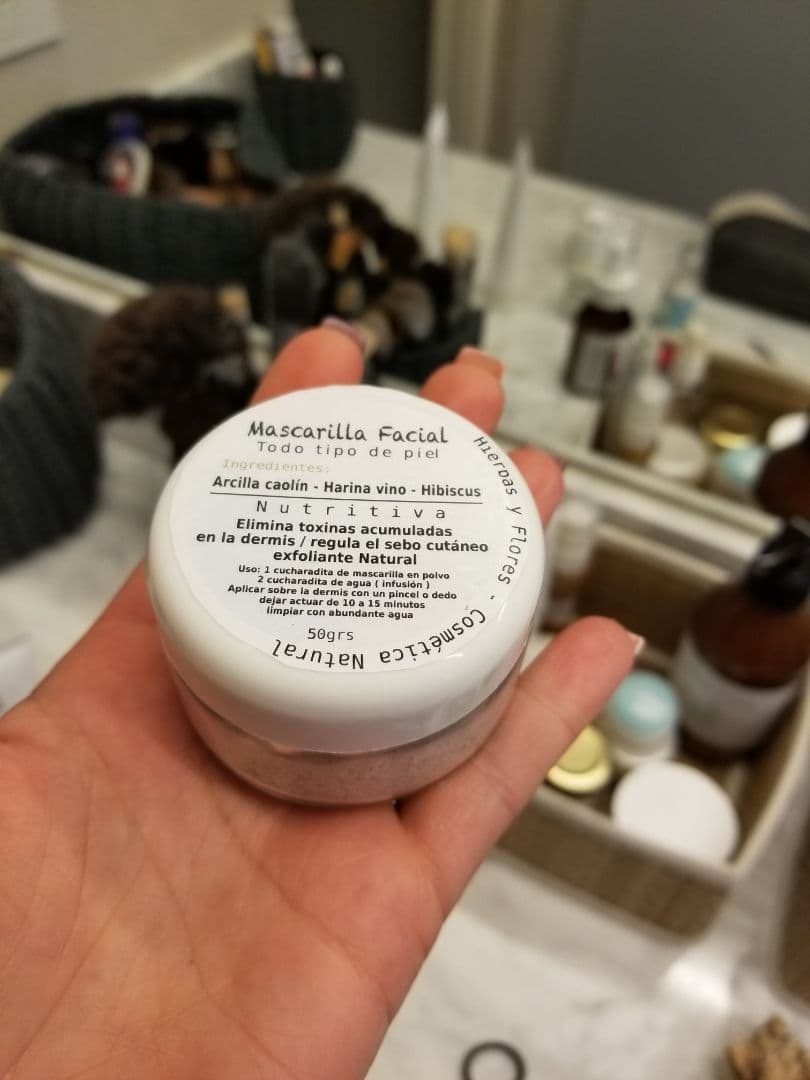 Mascarilla Facial
Todo tipo de piel
Ingredientes:
Arcilla caolín - Harina vino - Hibiscus
Nutritiva
Elimina toxinas acumuladas
en la dermis / regula el sebo cutáneo
exfoliante Natural
Uso: 1 cucharadita de mascarilla en polvo
2 cucharadita de agua ( infusión )
Aplicar sobre la dermis con un pincel o dedo
dejar actuar de 10 a 15 minutos
limpiar con abundante agua
50grs
Hierbas y Flores - Cosmética Natural